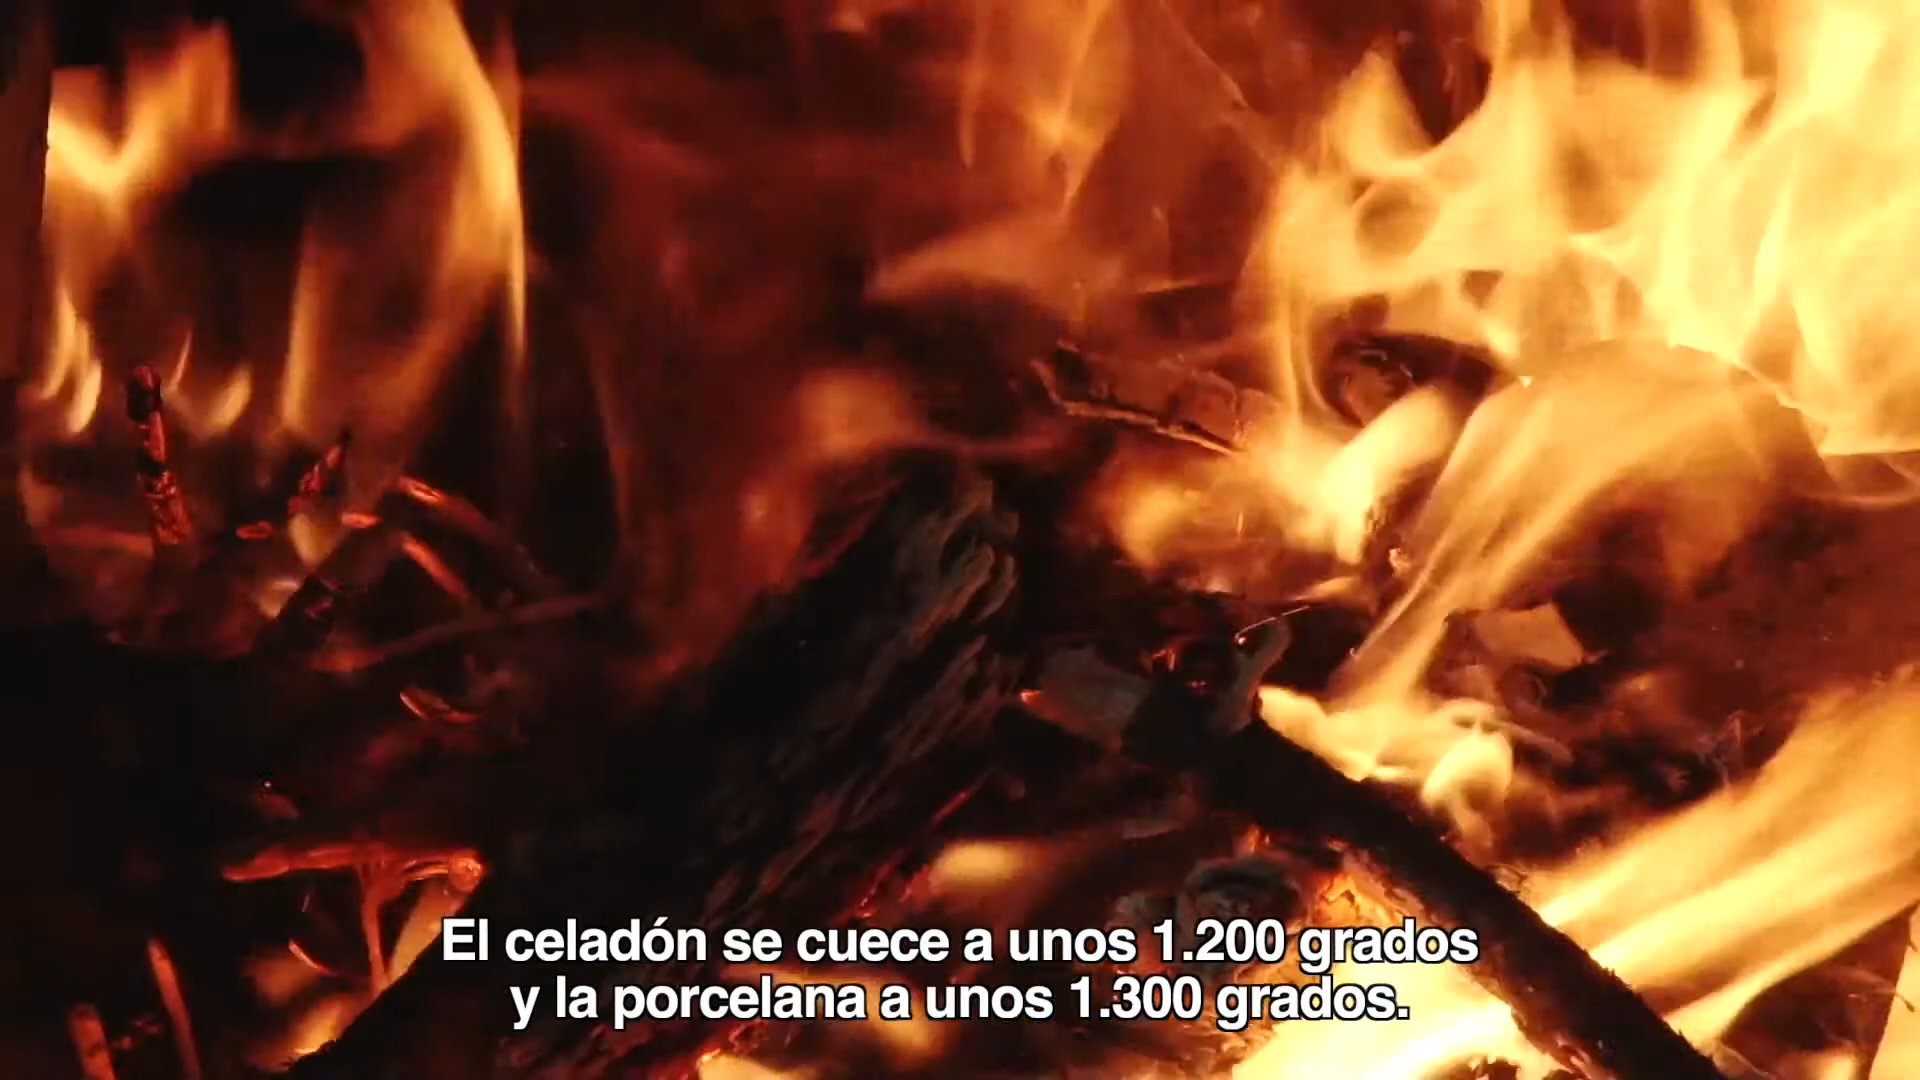 El celadón se cuece a unos 1.200 grados
y la porcelana a unos 1.300 grados.